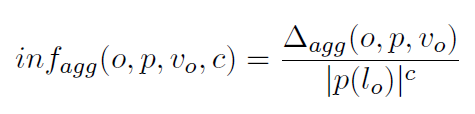 inf_{agg}(o, p, v_o, c) = \frac{\Delta_{agg}(o, p, v_o)}{|p(l_o)|^c}